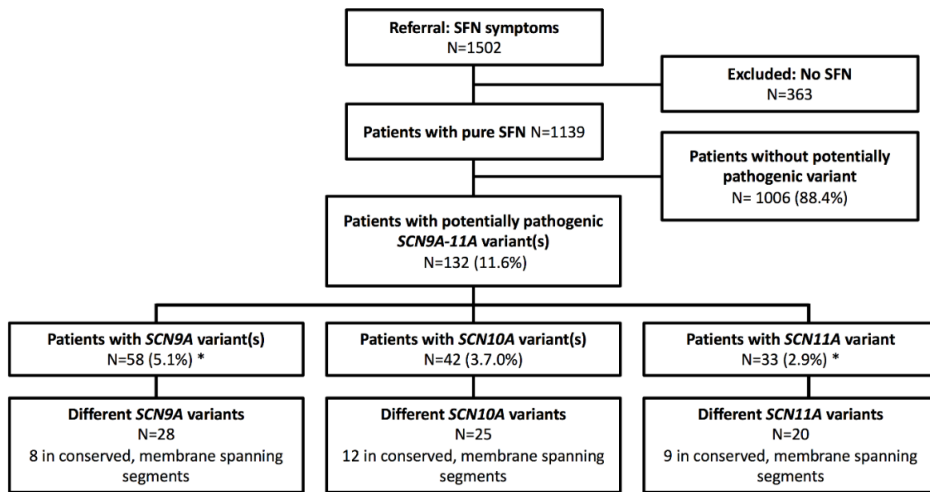 Referral: SFN symptoms
N=1502
Excluded: No SFN
N=363
Patients with pure SFN N=1139
Patients without potentially
pathogenic variant
N= 1006 (88.4%)
Patients with potentially pathogenic
SCN9A-11A variant(s)
N=132 (11.6%)
Patients with SCN9A variant(s)
N=58 (5.1%) *
Patients with SCN10A variant(s)
N=42 (3.7.0%)
Patients with SCN11A variant
N=33 (2.9%) *
Different SCN9A variants
N=28
8 in conserved, membrane spanning
segments
Different SCN10A variants
N=25
12 in conserved, membrane spanning
segments
Different SCN11A variants
N=20
9 in conserved, membrane spanning
segments